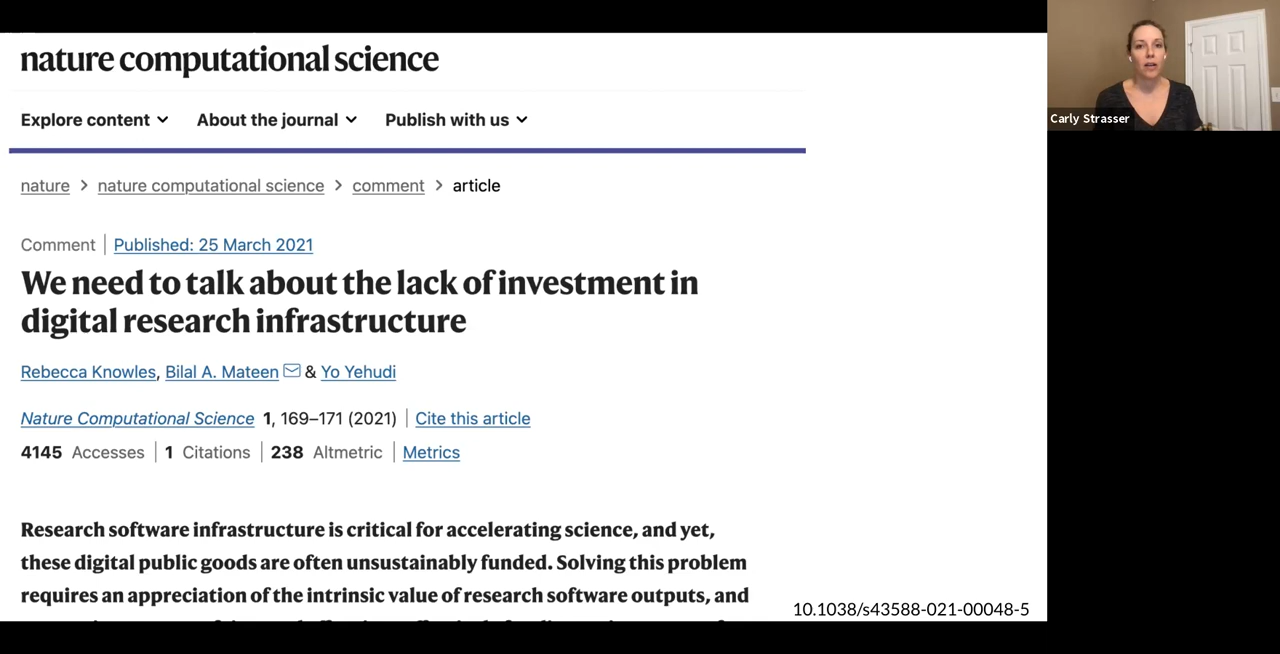 nature computational science
Explore content About the journal Publish with us
nature > nature computational science > comment > article
Comment | Published: 25 March 2021
We need to talk about the lack of investment in
digital research infrastructure
Rebecca Knowles, Bilal A. Mateen & Yo Yehudi
Nature Computational Science 1, 169–171 (2021) | Cite this article
4145 Accesses | 1 Citations | 238 Altmetric | Metrics
Research software infrastructure is critical for accelerating science, and yet,
these digital public goods are often unsustainably funded. Solving this problem
requires an appreciation of the intrinsic value of research software outputs, and
10.1038/s43588-021-00048-5
Carly Strasser